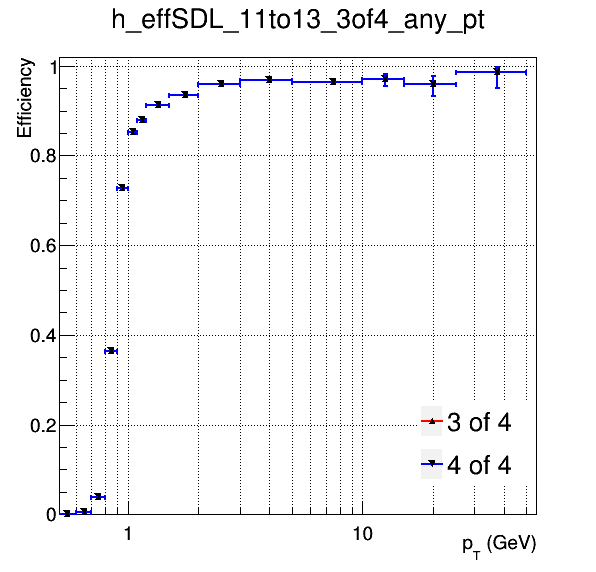 h_effSDL_11to13_3of4_any_pt
Efficiency
1
0.8
0.6
0.4
0.2
0
3 of 4
4 of 4
1
10
p_T (GeV)